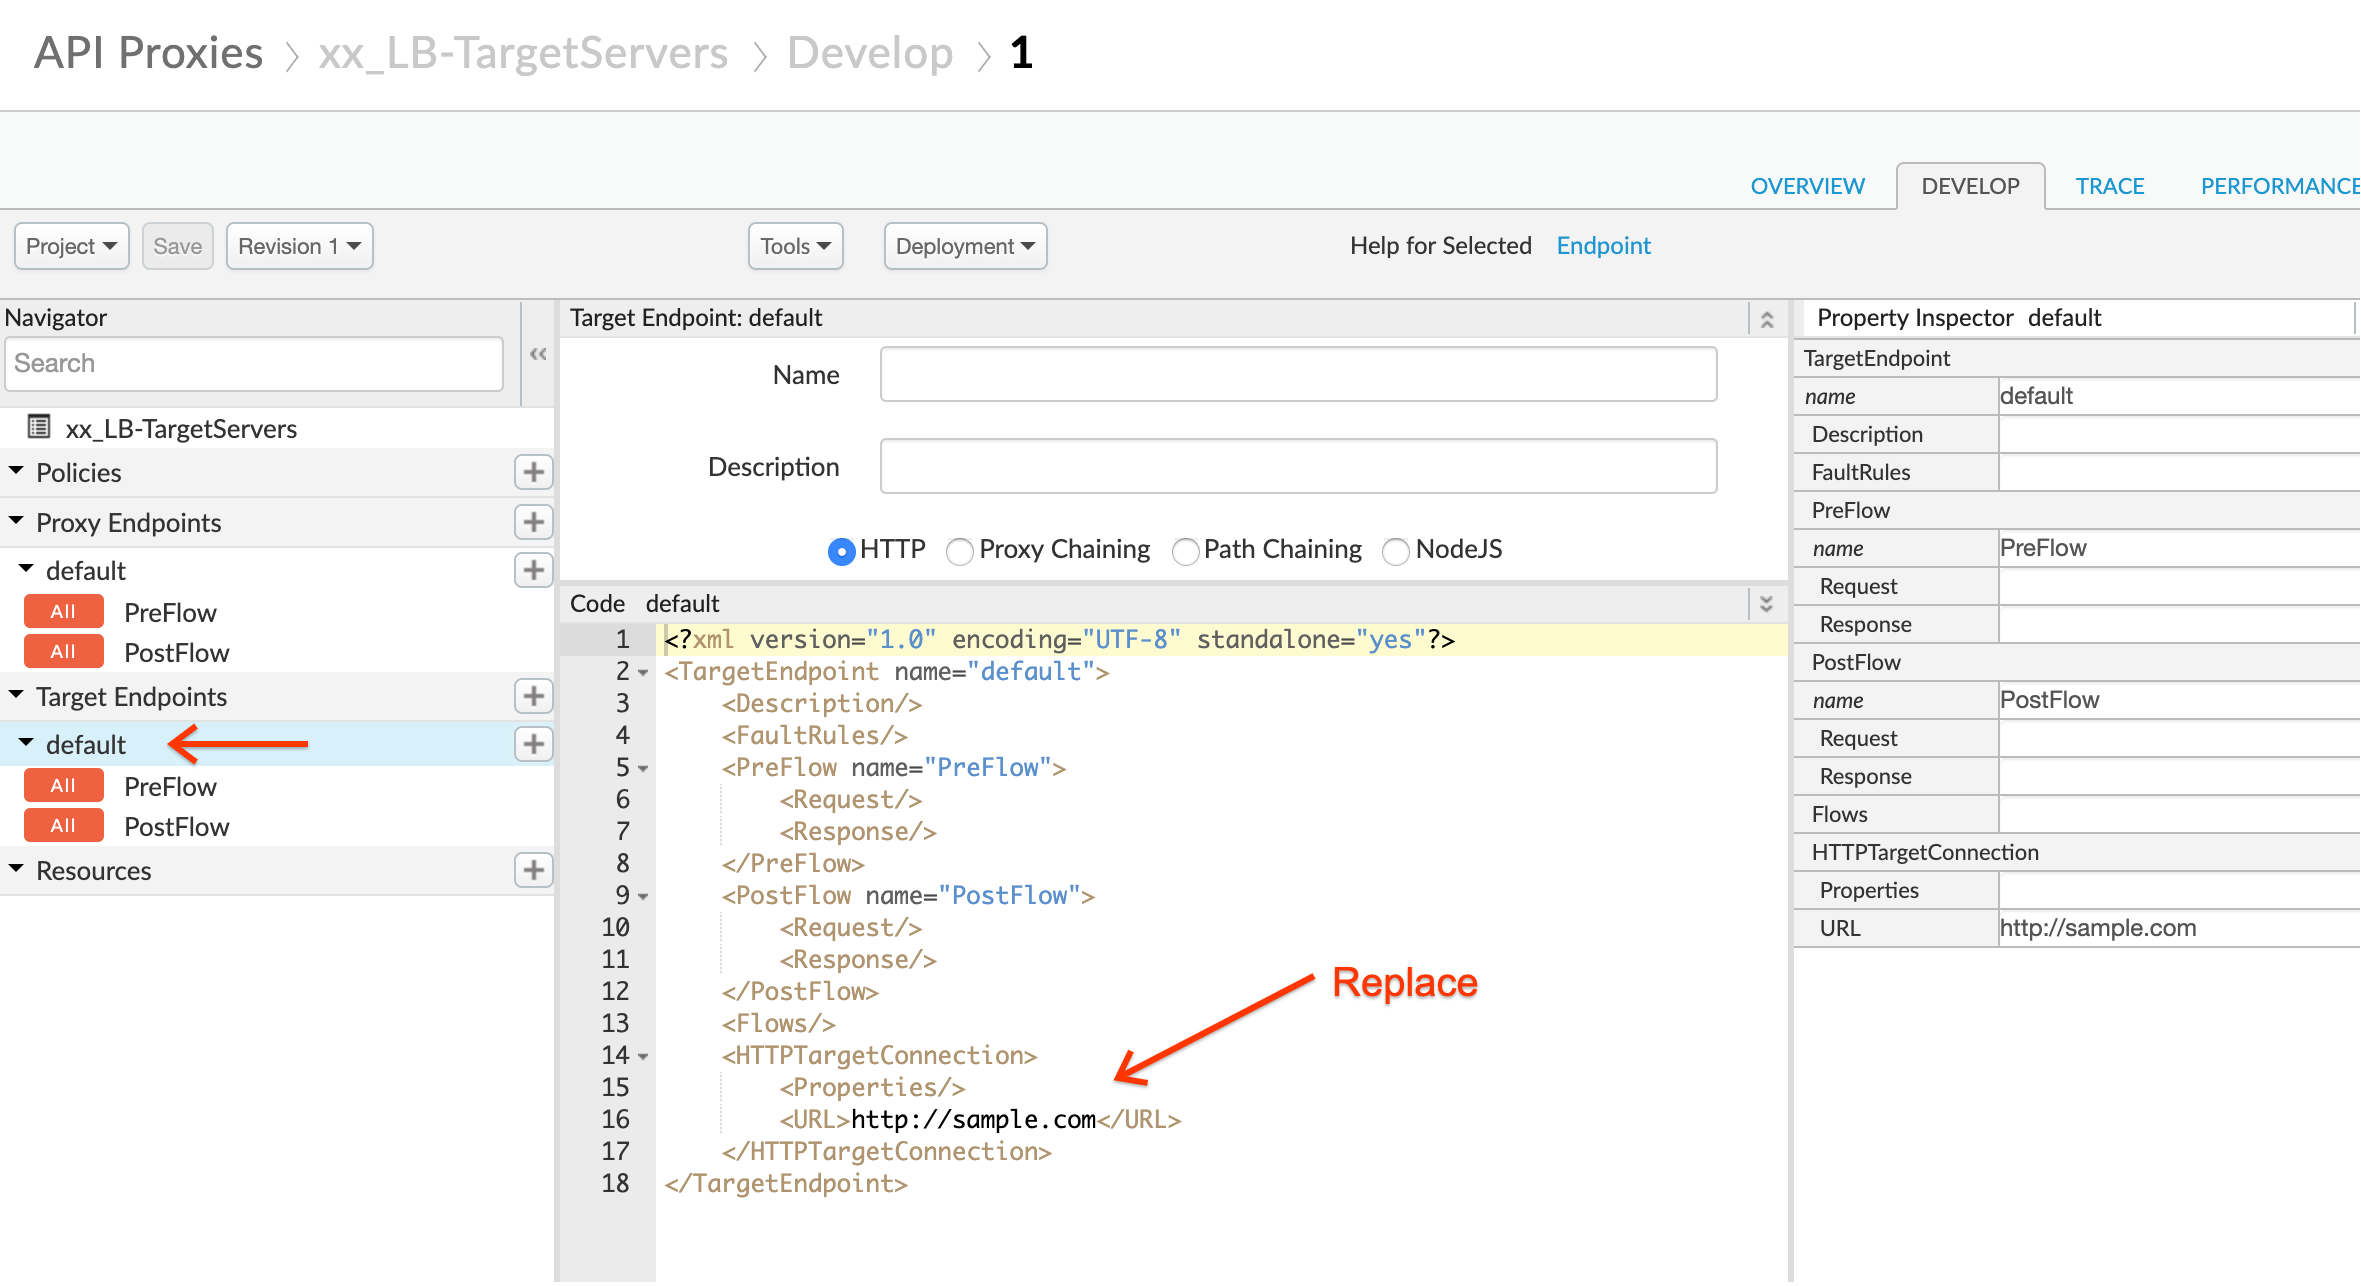 API Proxies > xx_LB-TargetServers > Develop > 1
OVERVIEW DEVELOP TRACE PERFORMANCE
Project Save Revision 1 Tools Deployment Help for Selected Endpoint
Navigator
Search
«
xx_LB-TargetServers
Policies +
Proxy Endpoints +
default +
All PreFlow
All PostFlow
Target Endpoints +
default +
All PreFlow
All PostFlow
Resources +
Target Endpoint: default
Name
Description
HTTP Proxy Chaining Path Chaining NodeJS
Code default
1 <?xml version="1.0" encoding="UTF-8" standalone="yes"?>
2 <TargetEndpoint name="default">
3 <Description/>
4 <FaultRules/>
5 <PreFlow name="PreFlow">
6 <Request/>
7 <Response/>
8 </PreFlow>
9 <PostFlow name="PostFlow">
10 <Request/>
11 <Response/>
12 </PostFlow>
13 <Flows/>
14 <HTTPTargetConnection>
15 <Properties/>
16 <URL>http://sample.com</URL>
17 </HTTPTargetConnection>
18 </TargetEndpoint>
Replace
Property Inspector default
TargetEndpoint
name default
Description
FaultRules
PreFlow
name PreFlow
Request
Response
PostFlow
name PostFlow
Request
Response
Flows
HTTPTargetConnection
Properties
URL http://sample.com